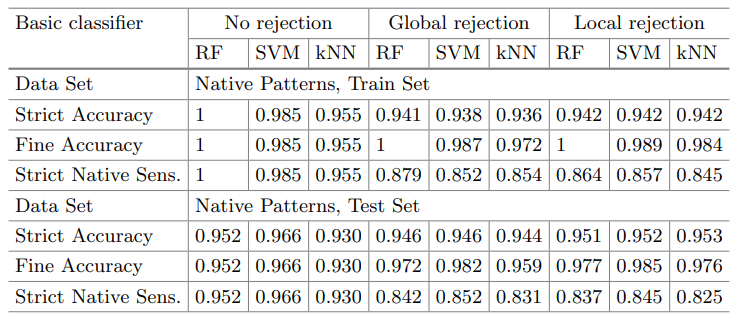 Basic classifier No rejection Global rejection Local rejection
RF SVM kNN RF SVM kNN RF SVM kNN
Data Set Native Patterns, Train Set
Strict Accuracy 1 0.985 0.955 0.941 0.938 0.936 0.942 0.942 0.942
Fine Accuracy 1 0.985 0.955 1 0.987 0.972 1 0.989 0.984
Strict Native Sens. 1 0.985 0.955 0.879 0.852 0.854 0.864 0.857 0.845
Data Set Native Patterns, Test Set
Strict Accuracy 0.952 0.966 0.930 0.946 0.946 0.944 0.951 0.952 0.953
Fine Accuracy 0.952 0.966 0.930 0.972 0.982 0.959 0.977 0.985 0.976
Strict Native Sens. 0.952 0.966 0.930 0.842 0.852 0.831 0.837 0.845 0.825